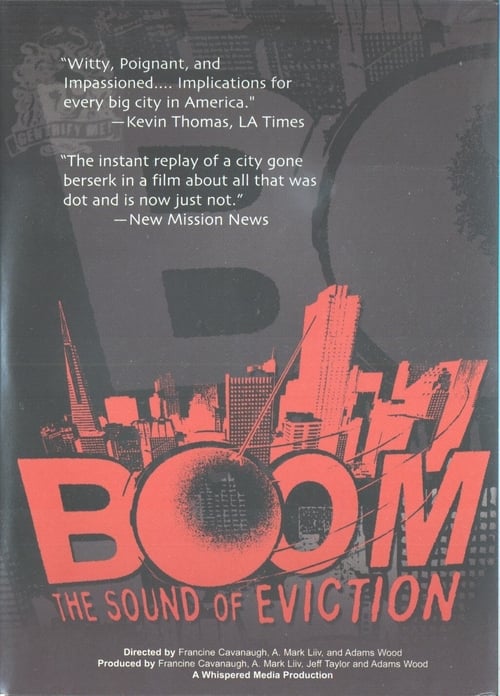 "Witty, Poignant, and
Impassioned.... Implications for
every big city in America."
—Kevin Thomas, LA Times
"The instant replay of a city gone
berserk in a film about all that was
dot and is now just not."
—New Mission News
GENTRIFY ME
BOOM
THE SOUND OF EVICTION
Directed by Francine Cavanaugh, A. Mark Liiv, and Adams Wood
Produced by Francine Cavanaugh, A. Mark Liiv, Jeff Taylor and Adams Wood
A Whispered Media Production